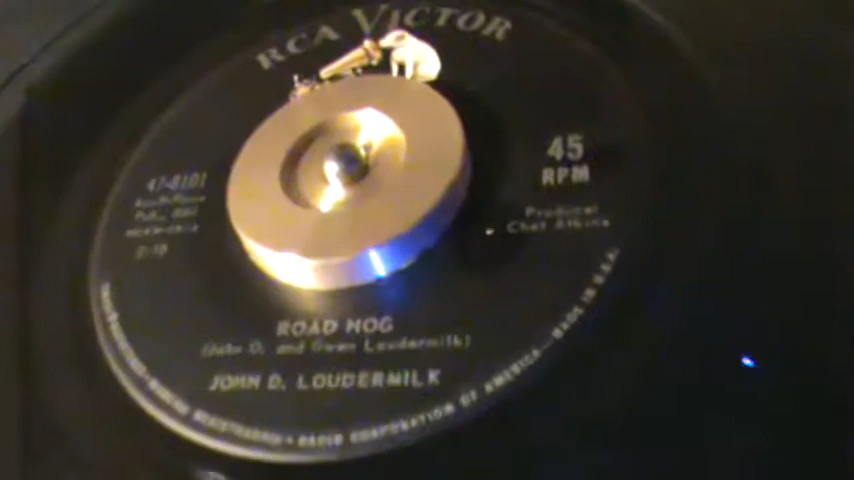 RCA VICTOR
47-8101
45
RPM
Producer
Chet Atkins
ROAD HOG
(John D. and Gwen Loudermilk)
JOHN D. LOUDERMILK
RADIO CORPORATION OF AMERICA—MADE IN U.S.A.